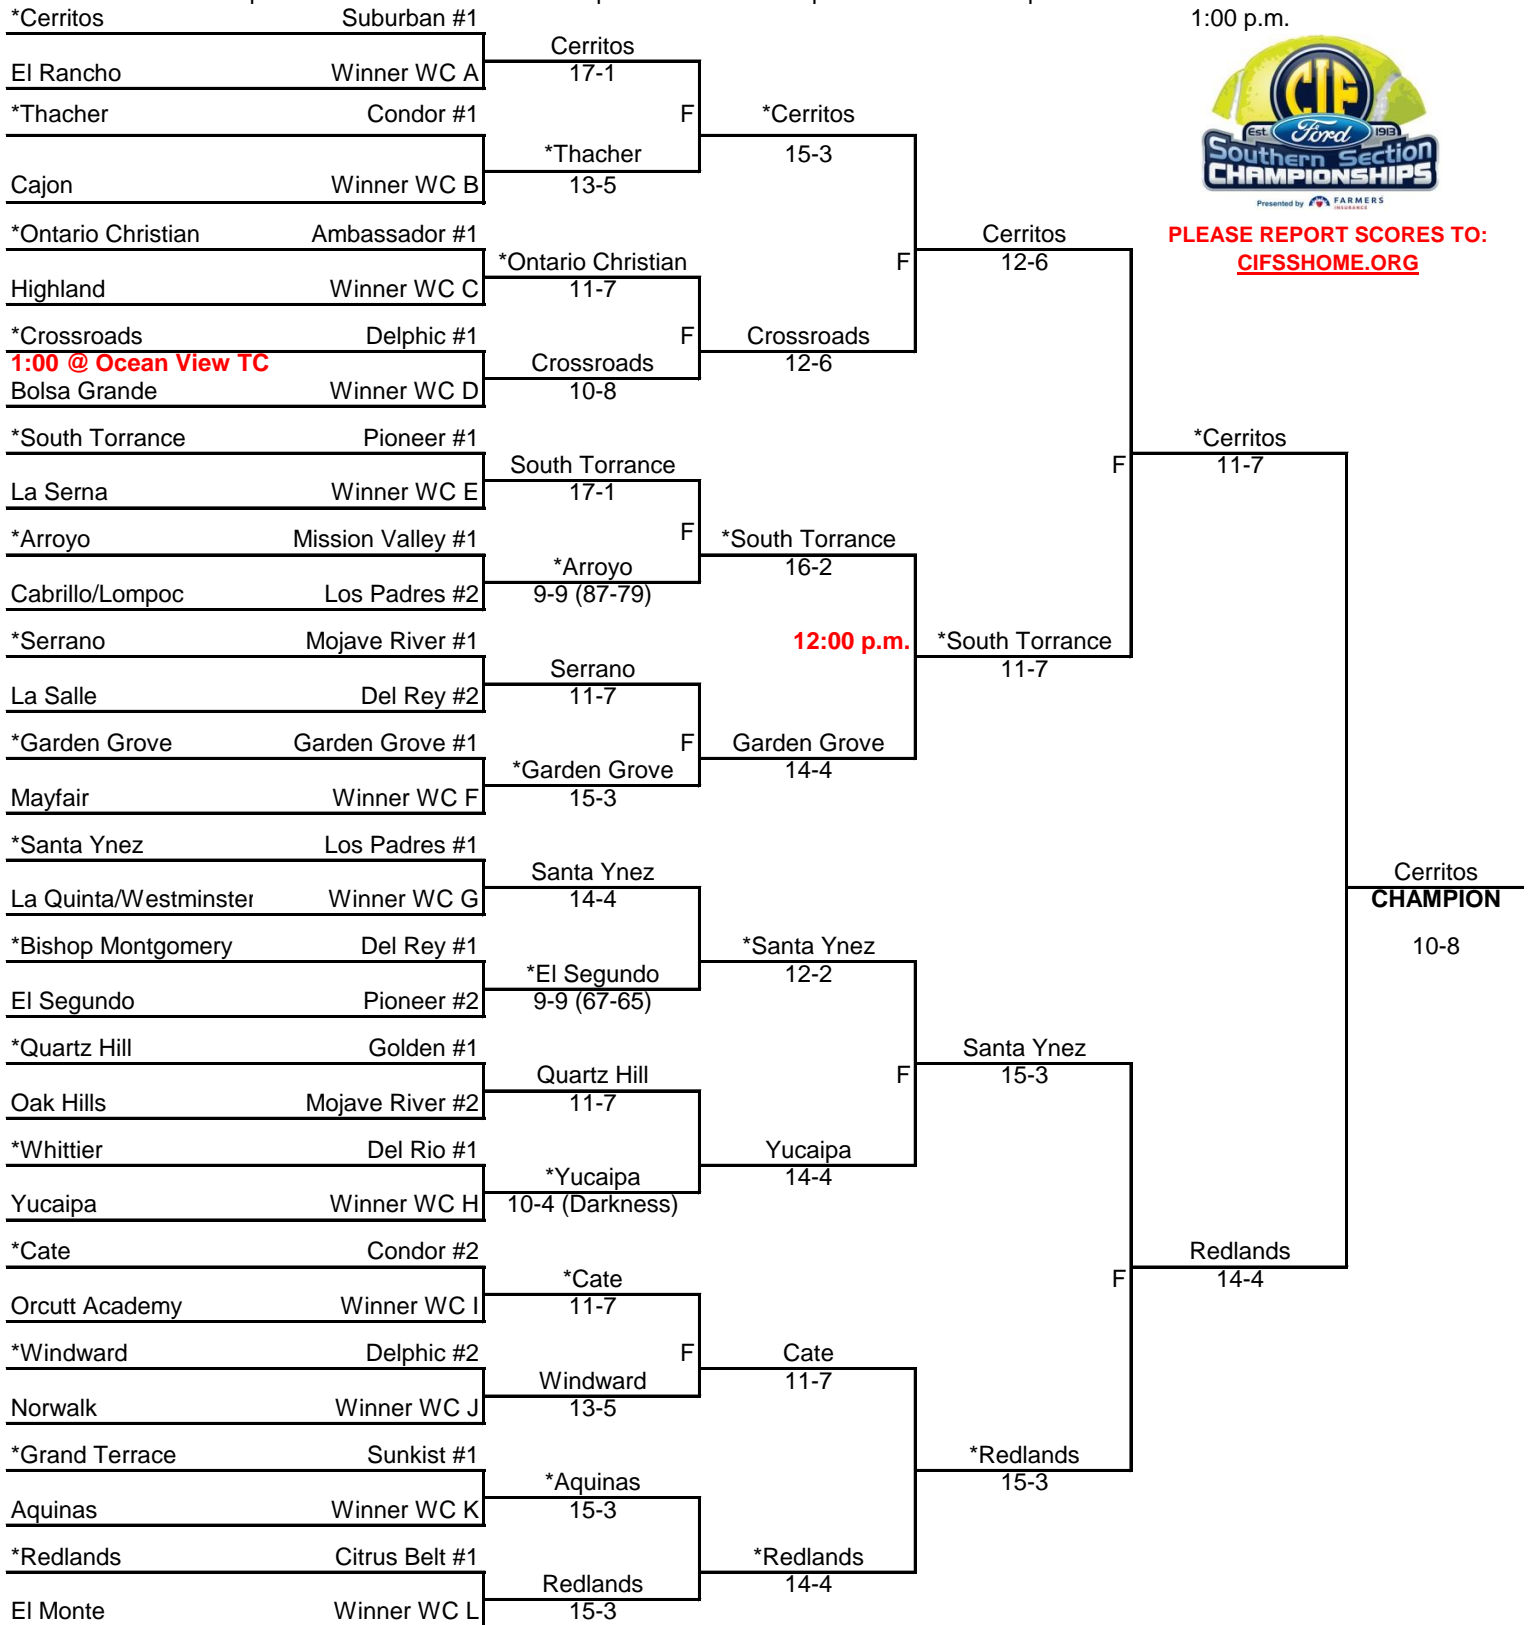 *Cerritos Suburban #1
1:00 p.m.
Cerritos
El Rancho Winner WC A
17-1
*Thacher Condor #1
F
*Cerritos
*Thacher
15-3
Cajon Winner WC B
13-5
CIF
Est. Ford 1913
Southern Section
CHAMPIONSHIPS
Presented by FARMERS
INSURANCE
*Ontario Christian Ambassador #1
Cerritos
PLEASE REPORT SCORES TO:
*Ontario Christian
F
12-6
CIFSSHOME.ORG
Highland Winner WC C
11-7
*Crossroads Delphic #1
F
Crossroads
1:00 @ Ocean View TC
Crossroads
12-6
Bolsa Grande Winner WC D
10-8
*South Torrance Pioneer #1
*Cerritos
South Torrance
F
11-7
La Serna Winner WC E
17-1
*Arroyo Mission Valley #1
F
*South Torrance
*Arroyo
16-2
Cabrillo/Lompoc Los Padres #2
9-9 (87-79)
*Serrano Mojave River #1
12:00 p.m.
*South Torrance
Serrano
11-7
La Salle Del Rey #2
11-7
*Garden Grove Garden Grove #1
F
Garden Grove
*Garden Grove
14-4
Mayfair Winner WC F
15-3
*Santa Ynez Los Padres #1
Santa Ynez
Cerritos
La Quinta/Westminster Winner WC G
14-4
CHAMPION
*Bishop Montgomery Del Rey #1
*Santa Ynez
10-8
*El Segundo
12-2
El Segundo Pioneer #2
9-9 (67-65)
*Quartz Hill Golden #1
Santa Ynez
Quartz Hill
F
15-3
Oak Hills Mojave River #2
11-7
*Whittier Del Rio #1
Yucaipa
*Yucaipa
14-4
Yucaipa Winner WC H
10-4 (Darkness)
*Cate Condor #2
Redlands
*Cate
F
14-4
Orcutt Academy Winner WC I
11-7
*Windward Delphic #2
F
Cate
Windward
11-7
Norwalk Winner WC J
13-5
*Grand Terrace Sunkist #1
*Redlands
*Aquinas
15-3
Aquinas Winner WC K
15-3
*Redlands Citrus Belt #1
*Redlands
Redlands
14-4
El Monte Winner WC L
15-3